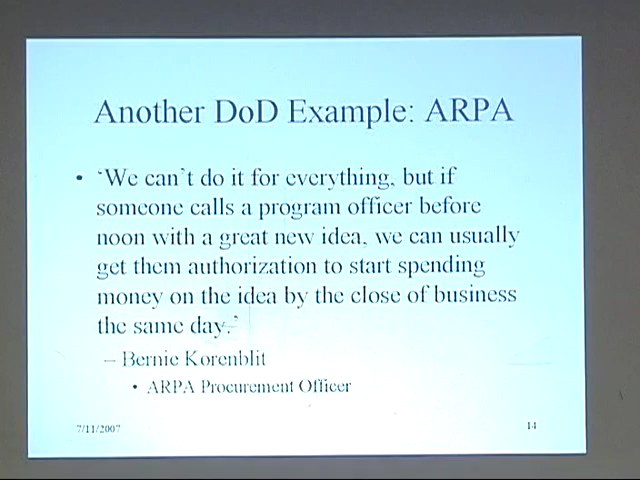 Another DoD Example: ARPA
• ‘We can’t do it for everything, but if
someone calls a program officer before
noon with a great new idea, we can usually
get them authorization to start spending
money on the idea by the close of business
the same day.’
– Bernie Korenblit
• ARPA Procurement Officer
7/11/2007
14